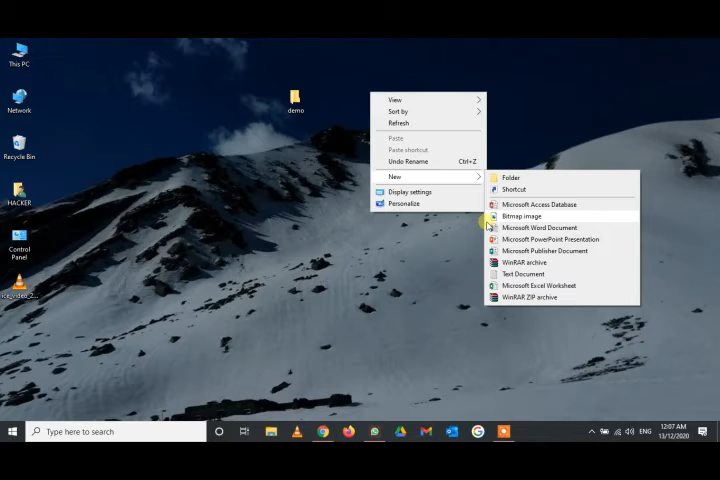 This PC
Network
Recycle Bin
HACKER
Control
Panel
ice_video_2...
demo
View
Sort by
Refresh
Paste
Paste shortcut
Undo Rename Ctrl+Z
New
Display settings
Personalize
Folder
Shortcut
Microsoft Access Database
Bitmap image
Microsoft Word Document
Microsoft PowerPoint Presentation
Microsoft Publisher Document
WinRAR archive
Text Document
Microsoft Excel Worksheet
WinRAR ZIP archive
Type here to search
ENG
12:07 AM
13/12/2020